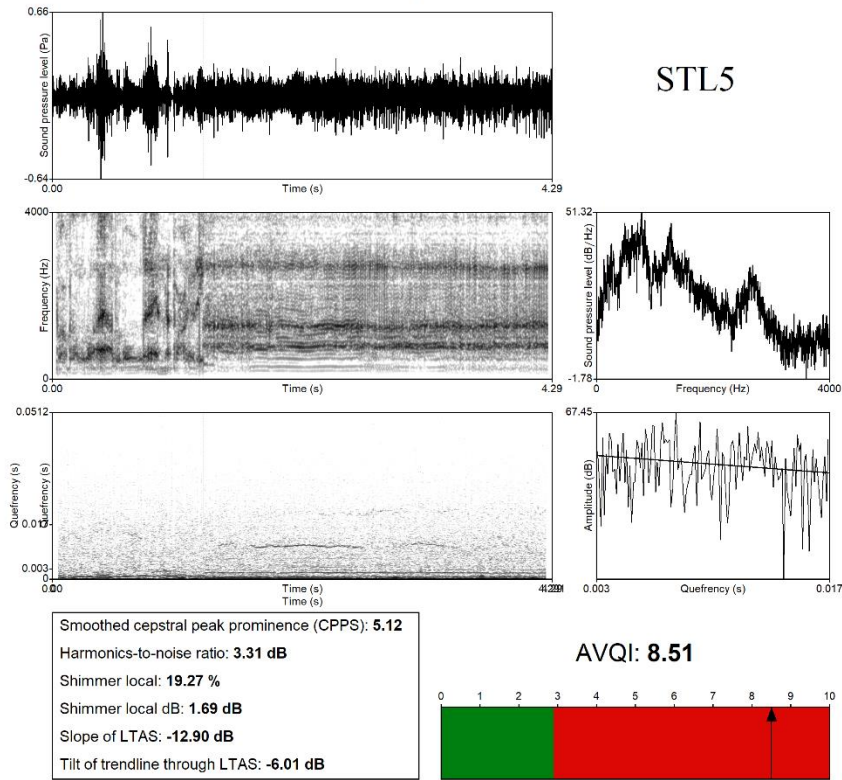 STL5
0.66
Sound pressure level (Pa)
-0.64
0.00
Time (s)
4.29
4000
Frequency (Hz)
0
0.00
Time (s)
4.29
51.32
Sound pressure level (dB/Hz)
-1.78
0
Frequency (Hz)
4000
0.0512
Quefrency (s)
Quefrency (s)
0.017
0.003
Time (s)
Time (s)
67.45
Amplitude (dB)
0.003
Quefrency (s)
0.017
Smoothed cepstral peak prominence (CPPS): 5.12
Harmonics-to-noise ratio: 3.31 dB
Shimmer local: 19.27 %
Shimmer local dB: 1.69 dB
Slope of LTAS: -12.90 dB
Tilt of trendline through LTAS: -6.01 dB
AVQI: 8.51
0 1 2 3 4 5 6 7 8 9 10